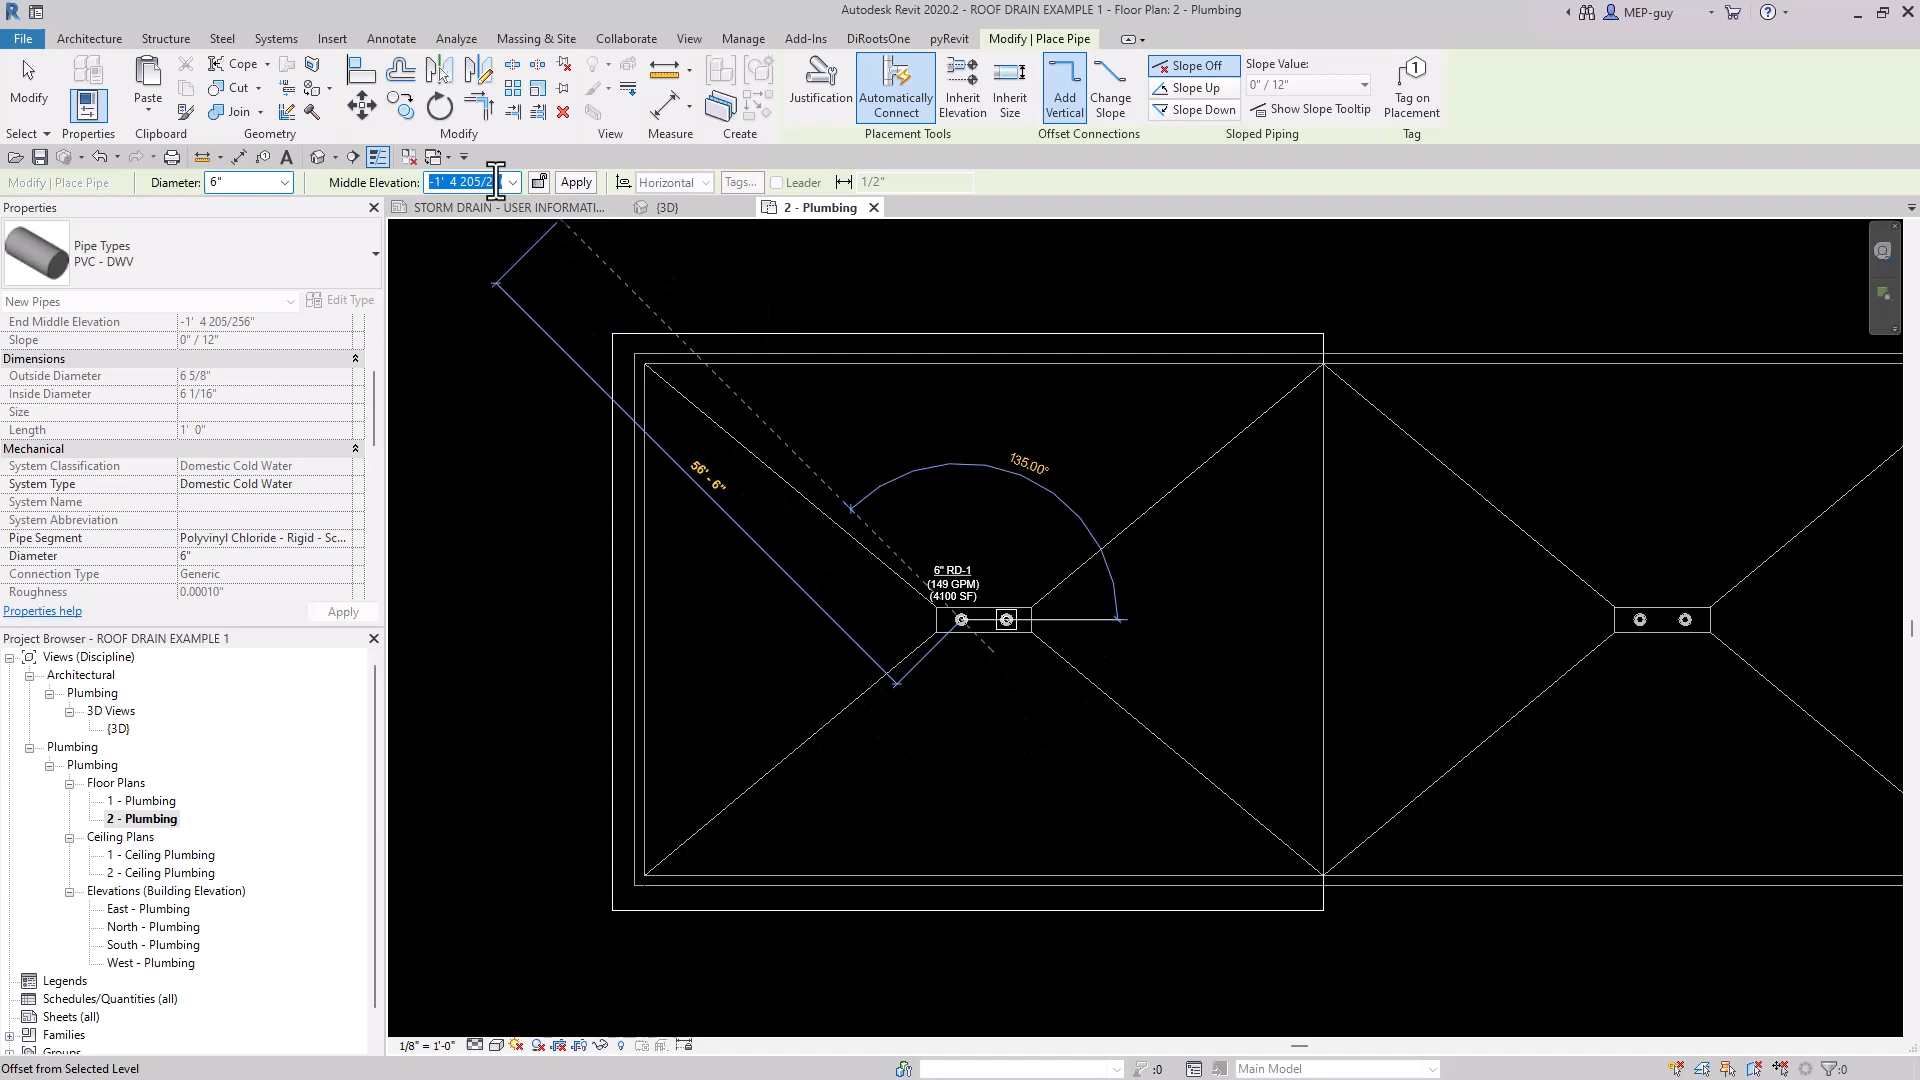 Autodesk Revit 2020.2 - ROOF DRAIN EXAMPLE 1 - Floor Plan: 2 - Plumbing
MEP-guy
File Architecture Structure Steel Systems Insert Annotate Analyze Massing & Site Collaborate View Manage Add-Ins DiRootsOne pyRevit Modify | Place Pipe
Modify
Select
Properties
Paste
Clipboard
Cope
Cut
Join
Geometry
Modify
View
Measure
Create
Justification
Automatically Connect
Inherit Elevation
Inherit Size
Placement Tools
Add Vertical
Change Slope
Offset Connections
Slope Off
Slope Up
Slope Down
Slope Value:
0" / 12"
Show Slope Tooltip
Sloped Piping
Tag on Placement
Tag
Modify | Place Pipe
Diameter: 6"
Middle Elevation: -1' 4 205/2
Apply
Horizontal
Tags...
Leader
1/2"
Properties
STORM DRAIN - USER INFORMATI...
{3D}
2 - Plumbing
Pipe Types
PVC - DWV
New Pipes
Edit Type
End Middle Elevation -1' 4 205/256"
Slope 0" / 12"
Dimensions
Outside Diameter 6 5/8"
Inside Diameter 6 1/16"
Size
Length 1' 0"
Mechanical
System Classification Domestic Cold Water
System Type Domestic Cold Water
System Name
System Abbreviation
Pipe Segment Polyvinyl Chloride - Rigid - Sc...
Diameter 6"
Connection Type Generic
Roughness 0.00010"
Properties help
Apply
Project Browser - ROOF DRAIN EXAMPLE 1
Views (Discipline)
Architectural
Plumbing
3D Views
{3D}
Plumbing
Plumbing
Floor Plans
1 - Plumbing
2 - Plumbing
Ceiling Plans
1 - Ceiling Plumbing
2 - Ceiling Plumbing
Elevations (Building Elevation)
East - Plumbing
North - Plumbing
South - Plumbing
West - Plumbing
Legends
Schedules/Quantities (all)
Sheets (all)
Families
Groups
56' - 6"
135.00°
6" RD-1
(149 GPM)
(4100 SF)
1/8" = 1'-0"
Offset from Selected Level
:0
Main Model
:0